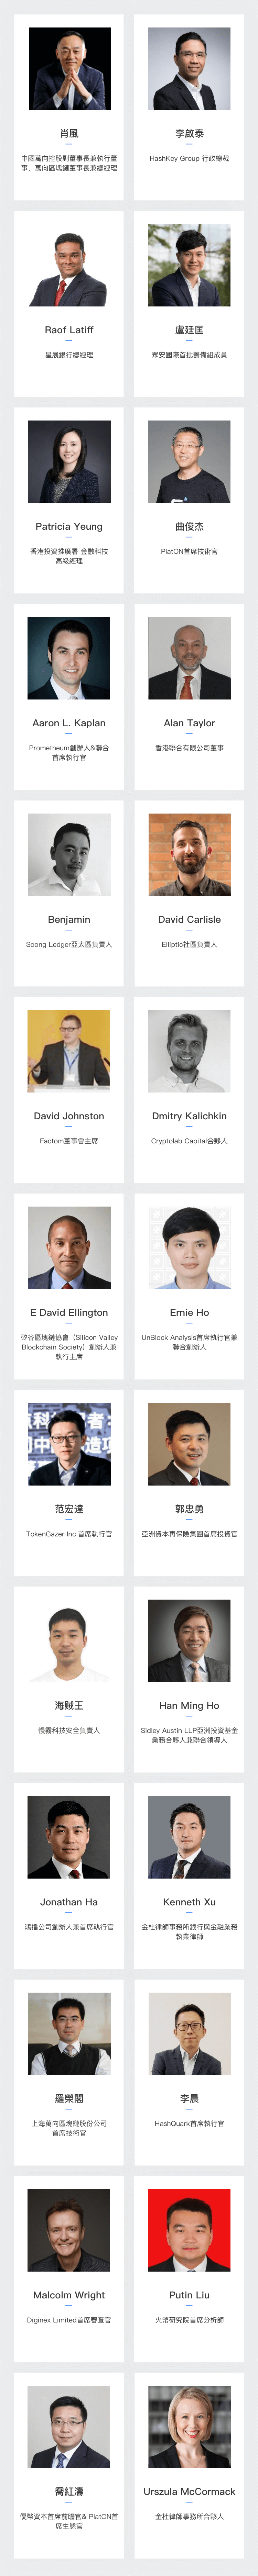 肖風
中國萬向控股副董事長兼執行董
事、萬向區塊鏈董事長兼總經理
李啟泰
HashKey Group 行政總裁
Raof Latiff
星展銀行總經理
盧廷匡
眾安國際首批籌備組成員
Patricia Yeung
香港投資推廣署 金融科技
高級經理
曲俊杰
PlatON首席技術官
Aaron L. Kaplan
Prometheum創辦人&聯合
首席執行官
Alan Taylor
香港聯合有限公司董事
Benjamin
Soong Ledger亞太區負責人
David Carlisle
Elliptic社區負責人
David Johnston
Factom董事會主席
Dmitry Kalichkin
Cryptolab Capital合夥人
E David Ellington
矽谷區塊鏈協會（Silicon Valley
Blockchain Society）創辦人兼
執行主席
Ernie Ho
UnBlock Analysis首席執行官兼
聯合創辦人
范宏達
TokenGazer Inc.首席執行官
郭忠勇
亞洲資本再保險集團首席投資官
海賊王
慢霧科技安全負責人
Han Ming Ho
Sidley Austin LLP亞洲投資基金
業務合夥人兼聯合領導人
Jonathan Ha
鴻播公司創辦人兼首席執行官
Kenneth Xu
金杜律師事務所銀行與金融業務
執業律師
羅榮閣
上海萬向區塊鏈股份公司
首席技術官
李晨
HashQuark首席執行官
Malcolm Wright
Diginex Limited首席審查官
Putin Liu
火幣研究院首席分析師
喬紅濤
優幣資本首席前瞻官& PlatON首
席生態官
Urszula McCormack
金杜律師事務所合夥人